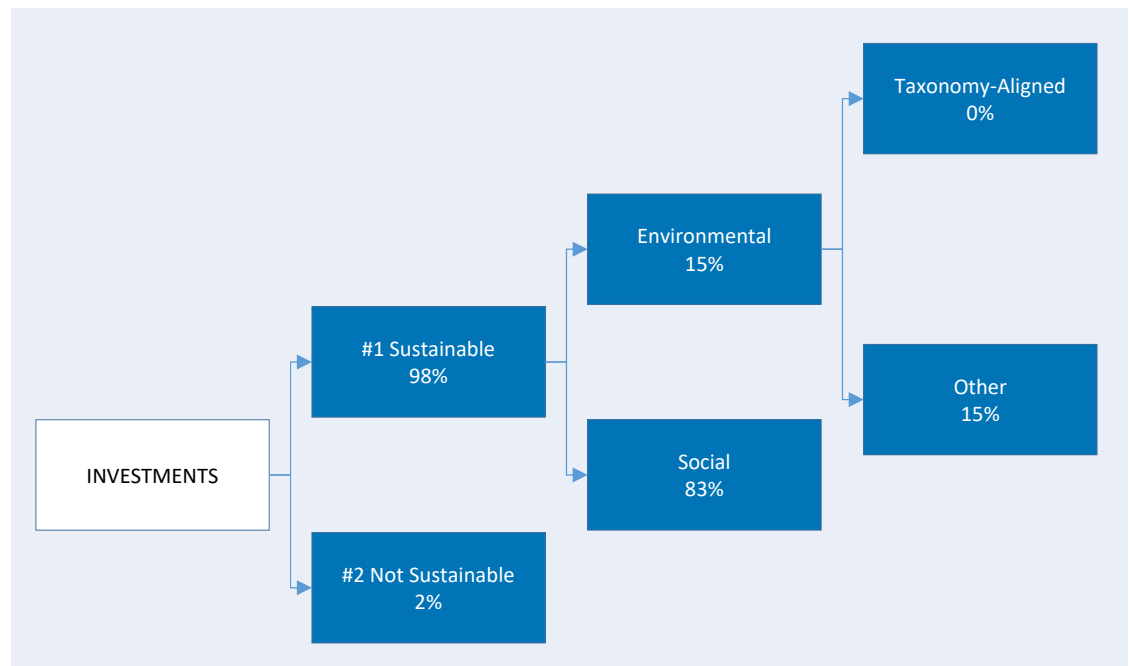 Taxonomy-Aligned
0%
Environmental
15%
#1 Sustainable
98%
Other
15%
INVESTMENTS
Social
83%
#2 Not Sustainable
2%